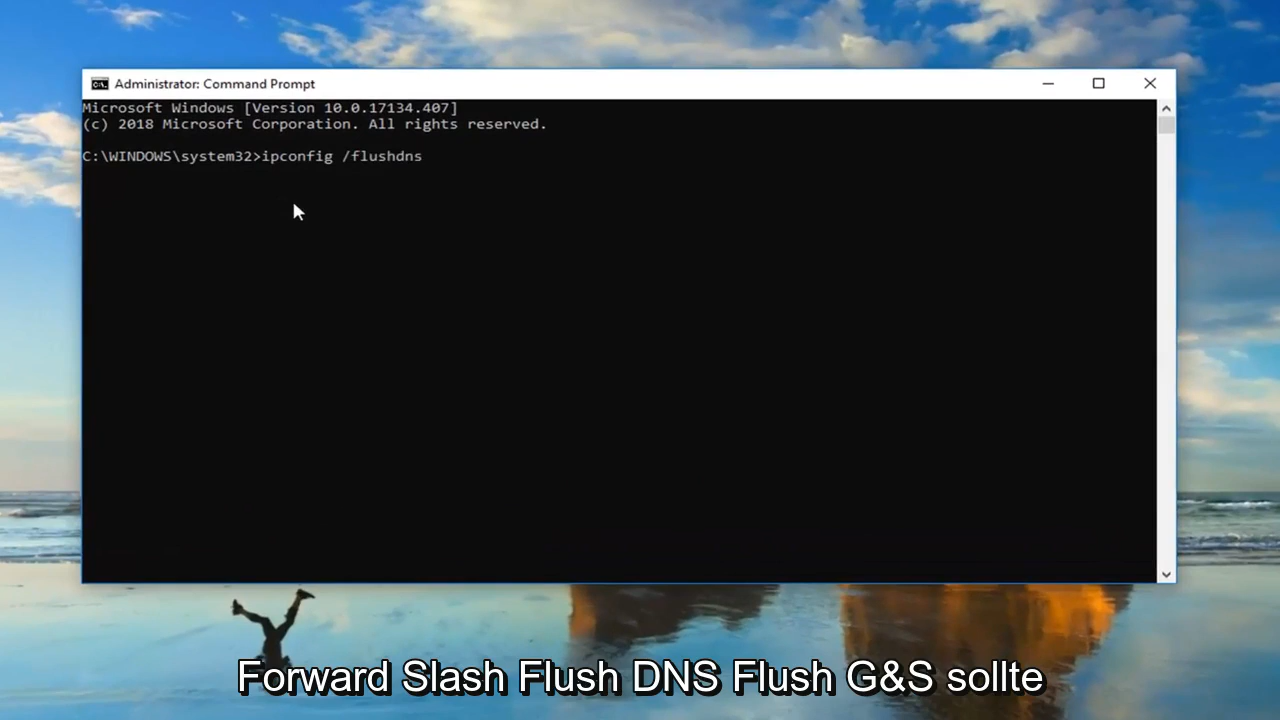 Administrator: Command Prompt
Microsoft Windows [Version 10.0.17134.407]
(c) 2018 Microsoft Corporation. All rights reserved.
C:\WINDOWS\system32>ipconfig /flushdns
Forward Slash Flush DNS Flush G&S sollte